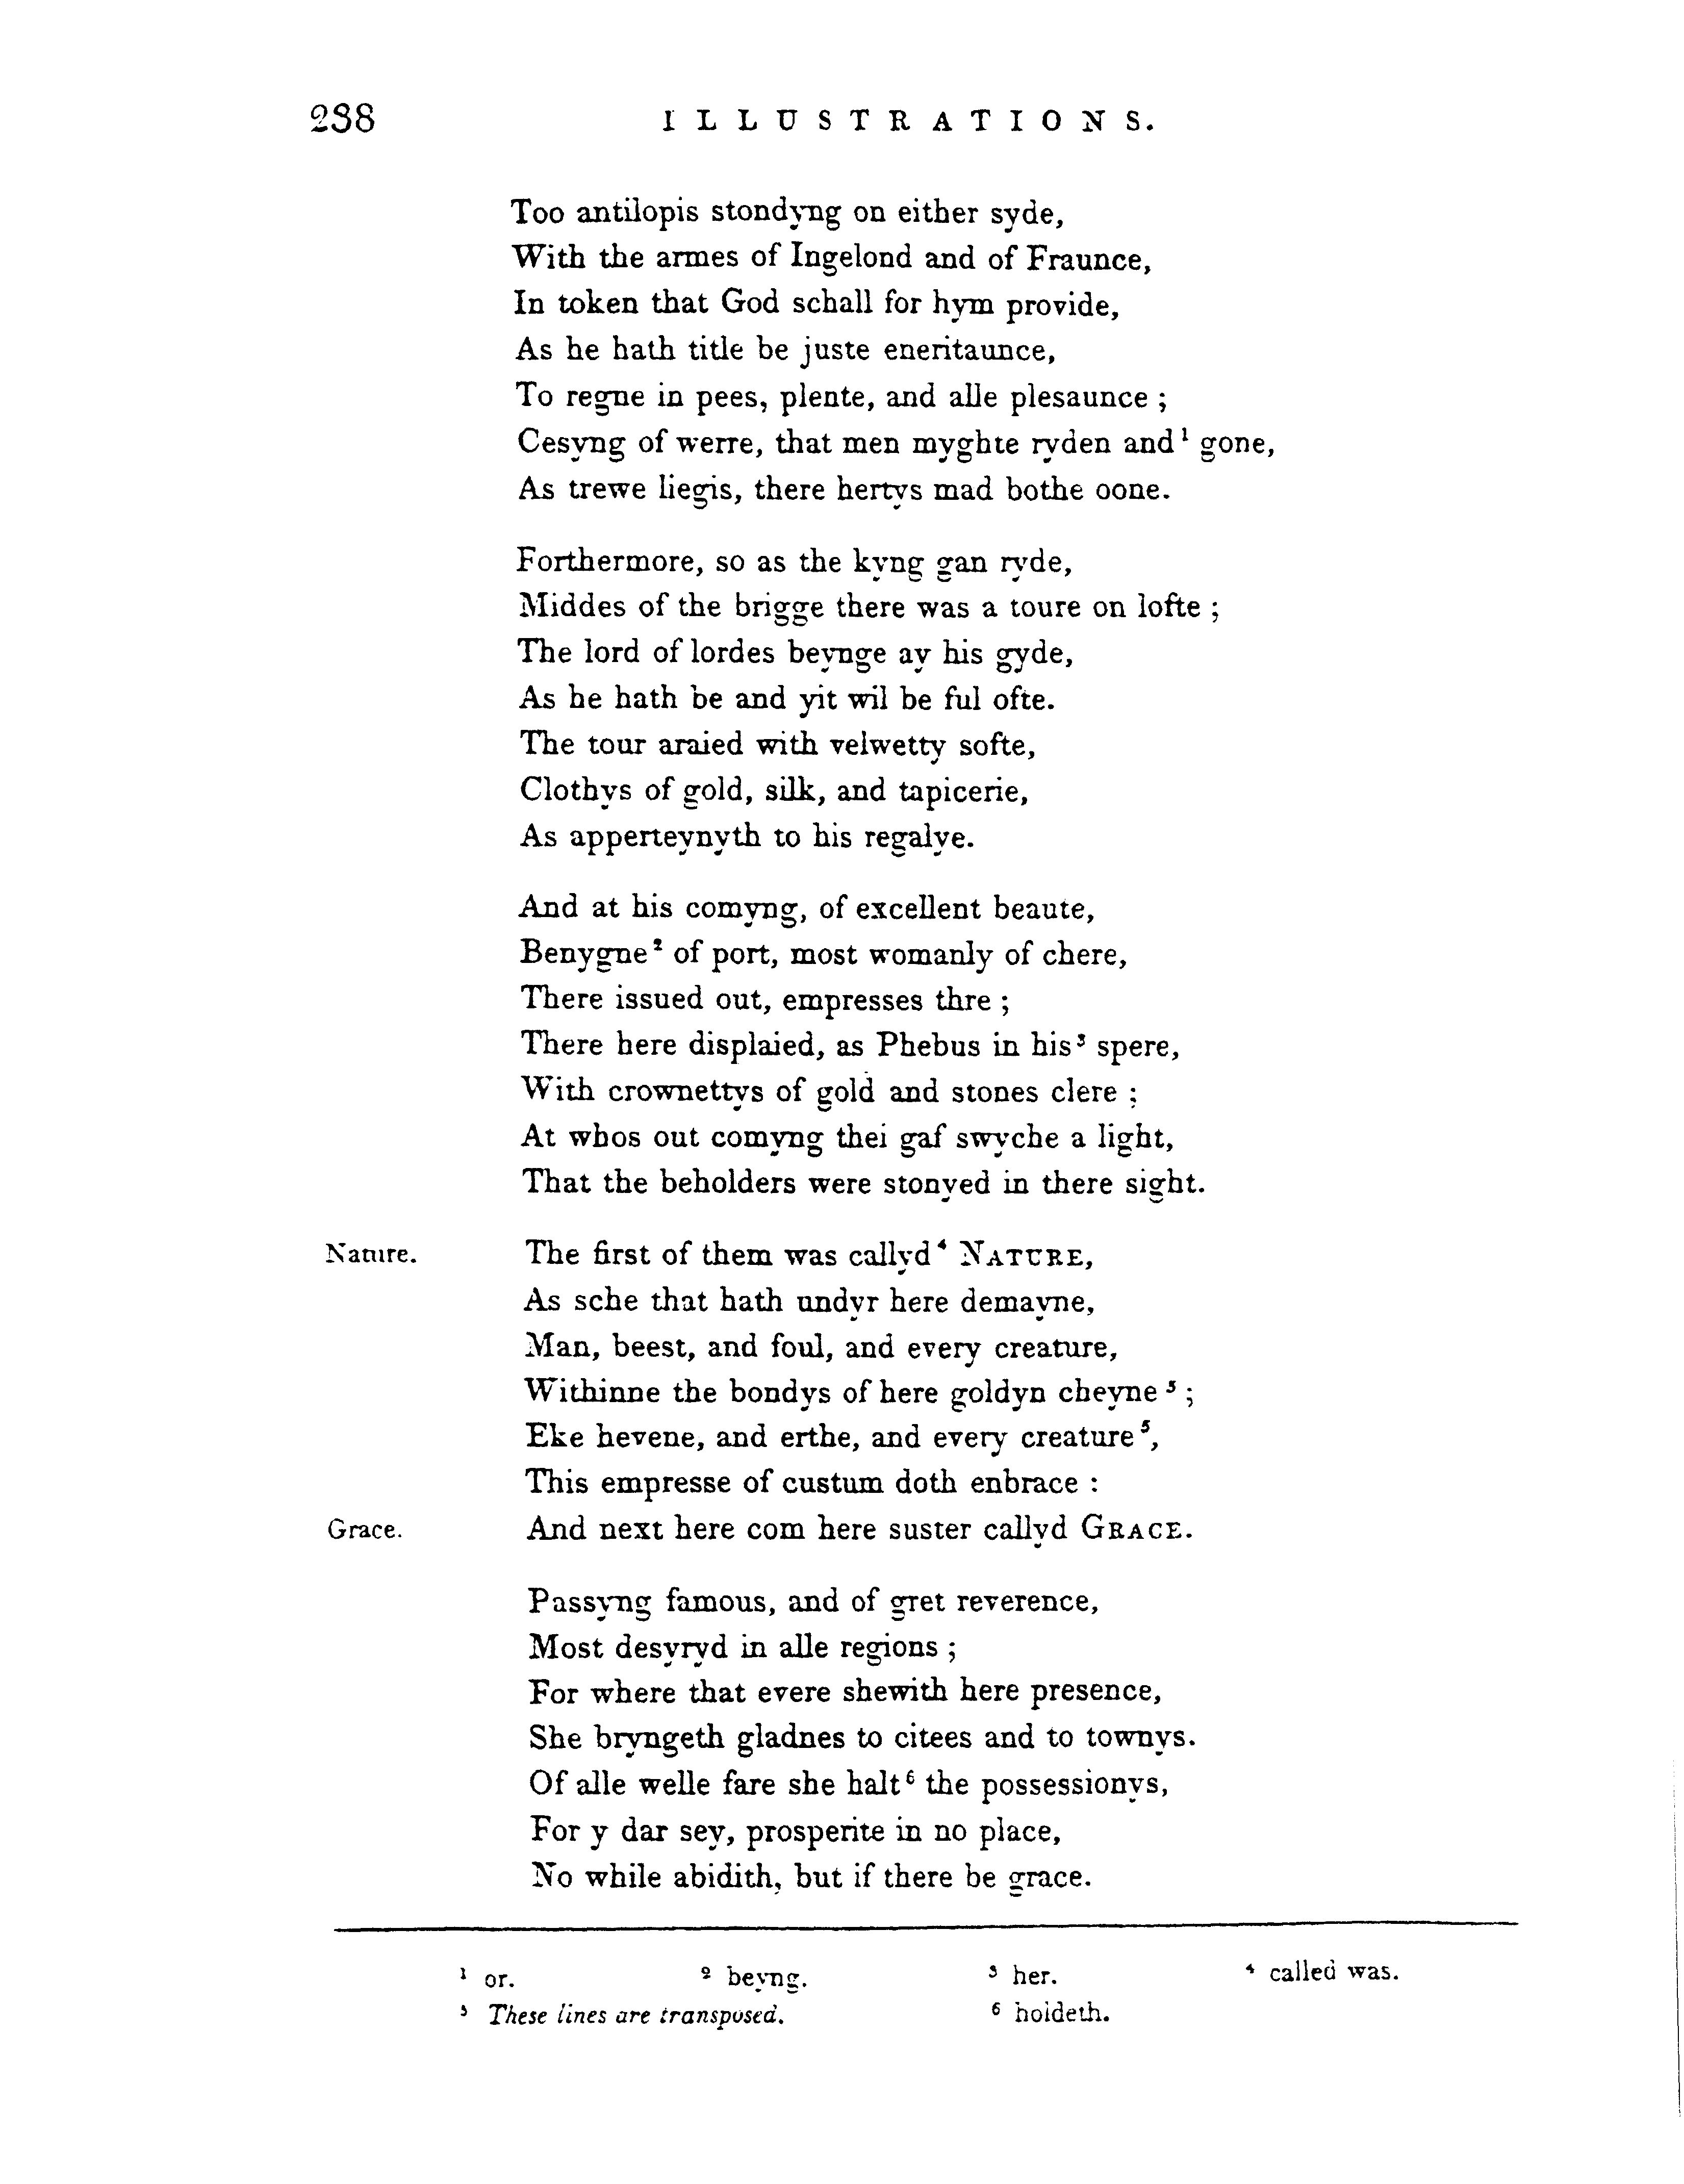 238 ILLUSTRATIONS.
Too antilopis stondyng on either syde,
With the armes of Ingelond and of Fraunce,
In token that God schall for hym provide,
As he hath title be juste eneritaunce,
To regne in pees, plente, and alle plesaunce ;
Cesyng of werre, that men myghte ryden and¹ gone,
As trewe liegis, there hertys mad bothe oone.
Forthermore, so as the kyng gan ryde,
Middes of the brigge there was a toure on lofte ;
The lord of lordes beynge ay his gyde,
As he hath be and yit wil be ful ofte.
The tour araied with velwetty softe,
Clothys of gold, silk, and tapicerie,
As apperteynyth to his regalye.
And at his comyng, of excellent beaute,
Benygne² of port, most womanly of chere,
There issued out, empresses thre ;
There here displaied, as Phebus in his³ spere,
With crownettys of gold and stones clere ;
At whos out comyng thei gaf swyche a light,
That the beholders were stonyed in there sight.
Nature. The first of them was callyd⁴ NATURE,
As sche that hath undyr here demayne,
Man, beest, and foul, and every creature,
Withinne the bondys of here goldyn cheyne⁵ ;
Eke hevene, and erthe, and every creature⁵,
This empresse of custum doth enbrace :
Grace. And next here com here suster callyd GRACE.
Passyng famous, and of gret reverence,
Most desyryd in alle regions ;
For where that evere shewith here presence,
She bryngeth gladnes to citees and to townys.
Of alle welle fare she halt⁶ the possessionys,
For y dar sey, prosperite in no place,
No while abidith, but if there be grace.
¹ or. ² beyng. ³ her. ⁴ called was.
⁵ These lines are transposed. ⁶ holdeth.